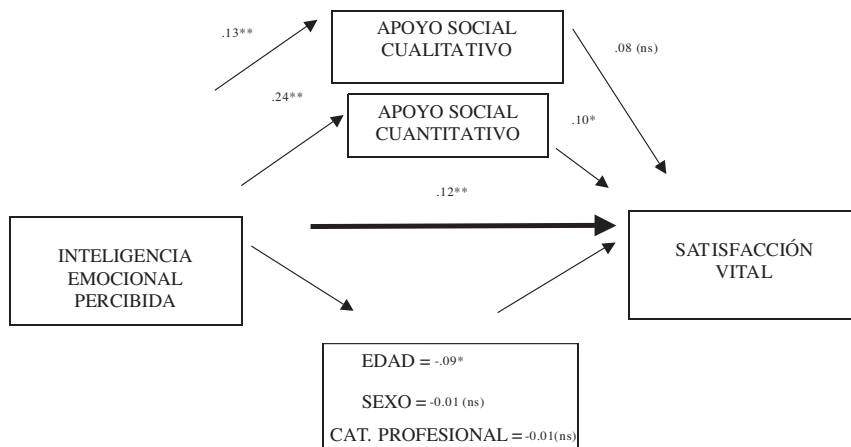 .13**
APOYO SOCIAL
CUALITATIVO
.08 (ns)
.24**
APOYO SOCIAL
CUANTITATIVO
.10*
.12**
INTELIGENCIA
EMOCIONAL
PERCIBIDA
SATISFACCIÓN
VITAL
EDAD = -.09*
SEXO = -0.01 (ns)
CAT. PROFESIONAL = -0.01(ns)